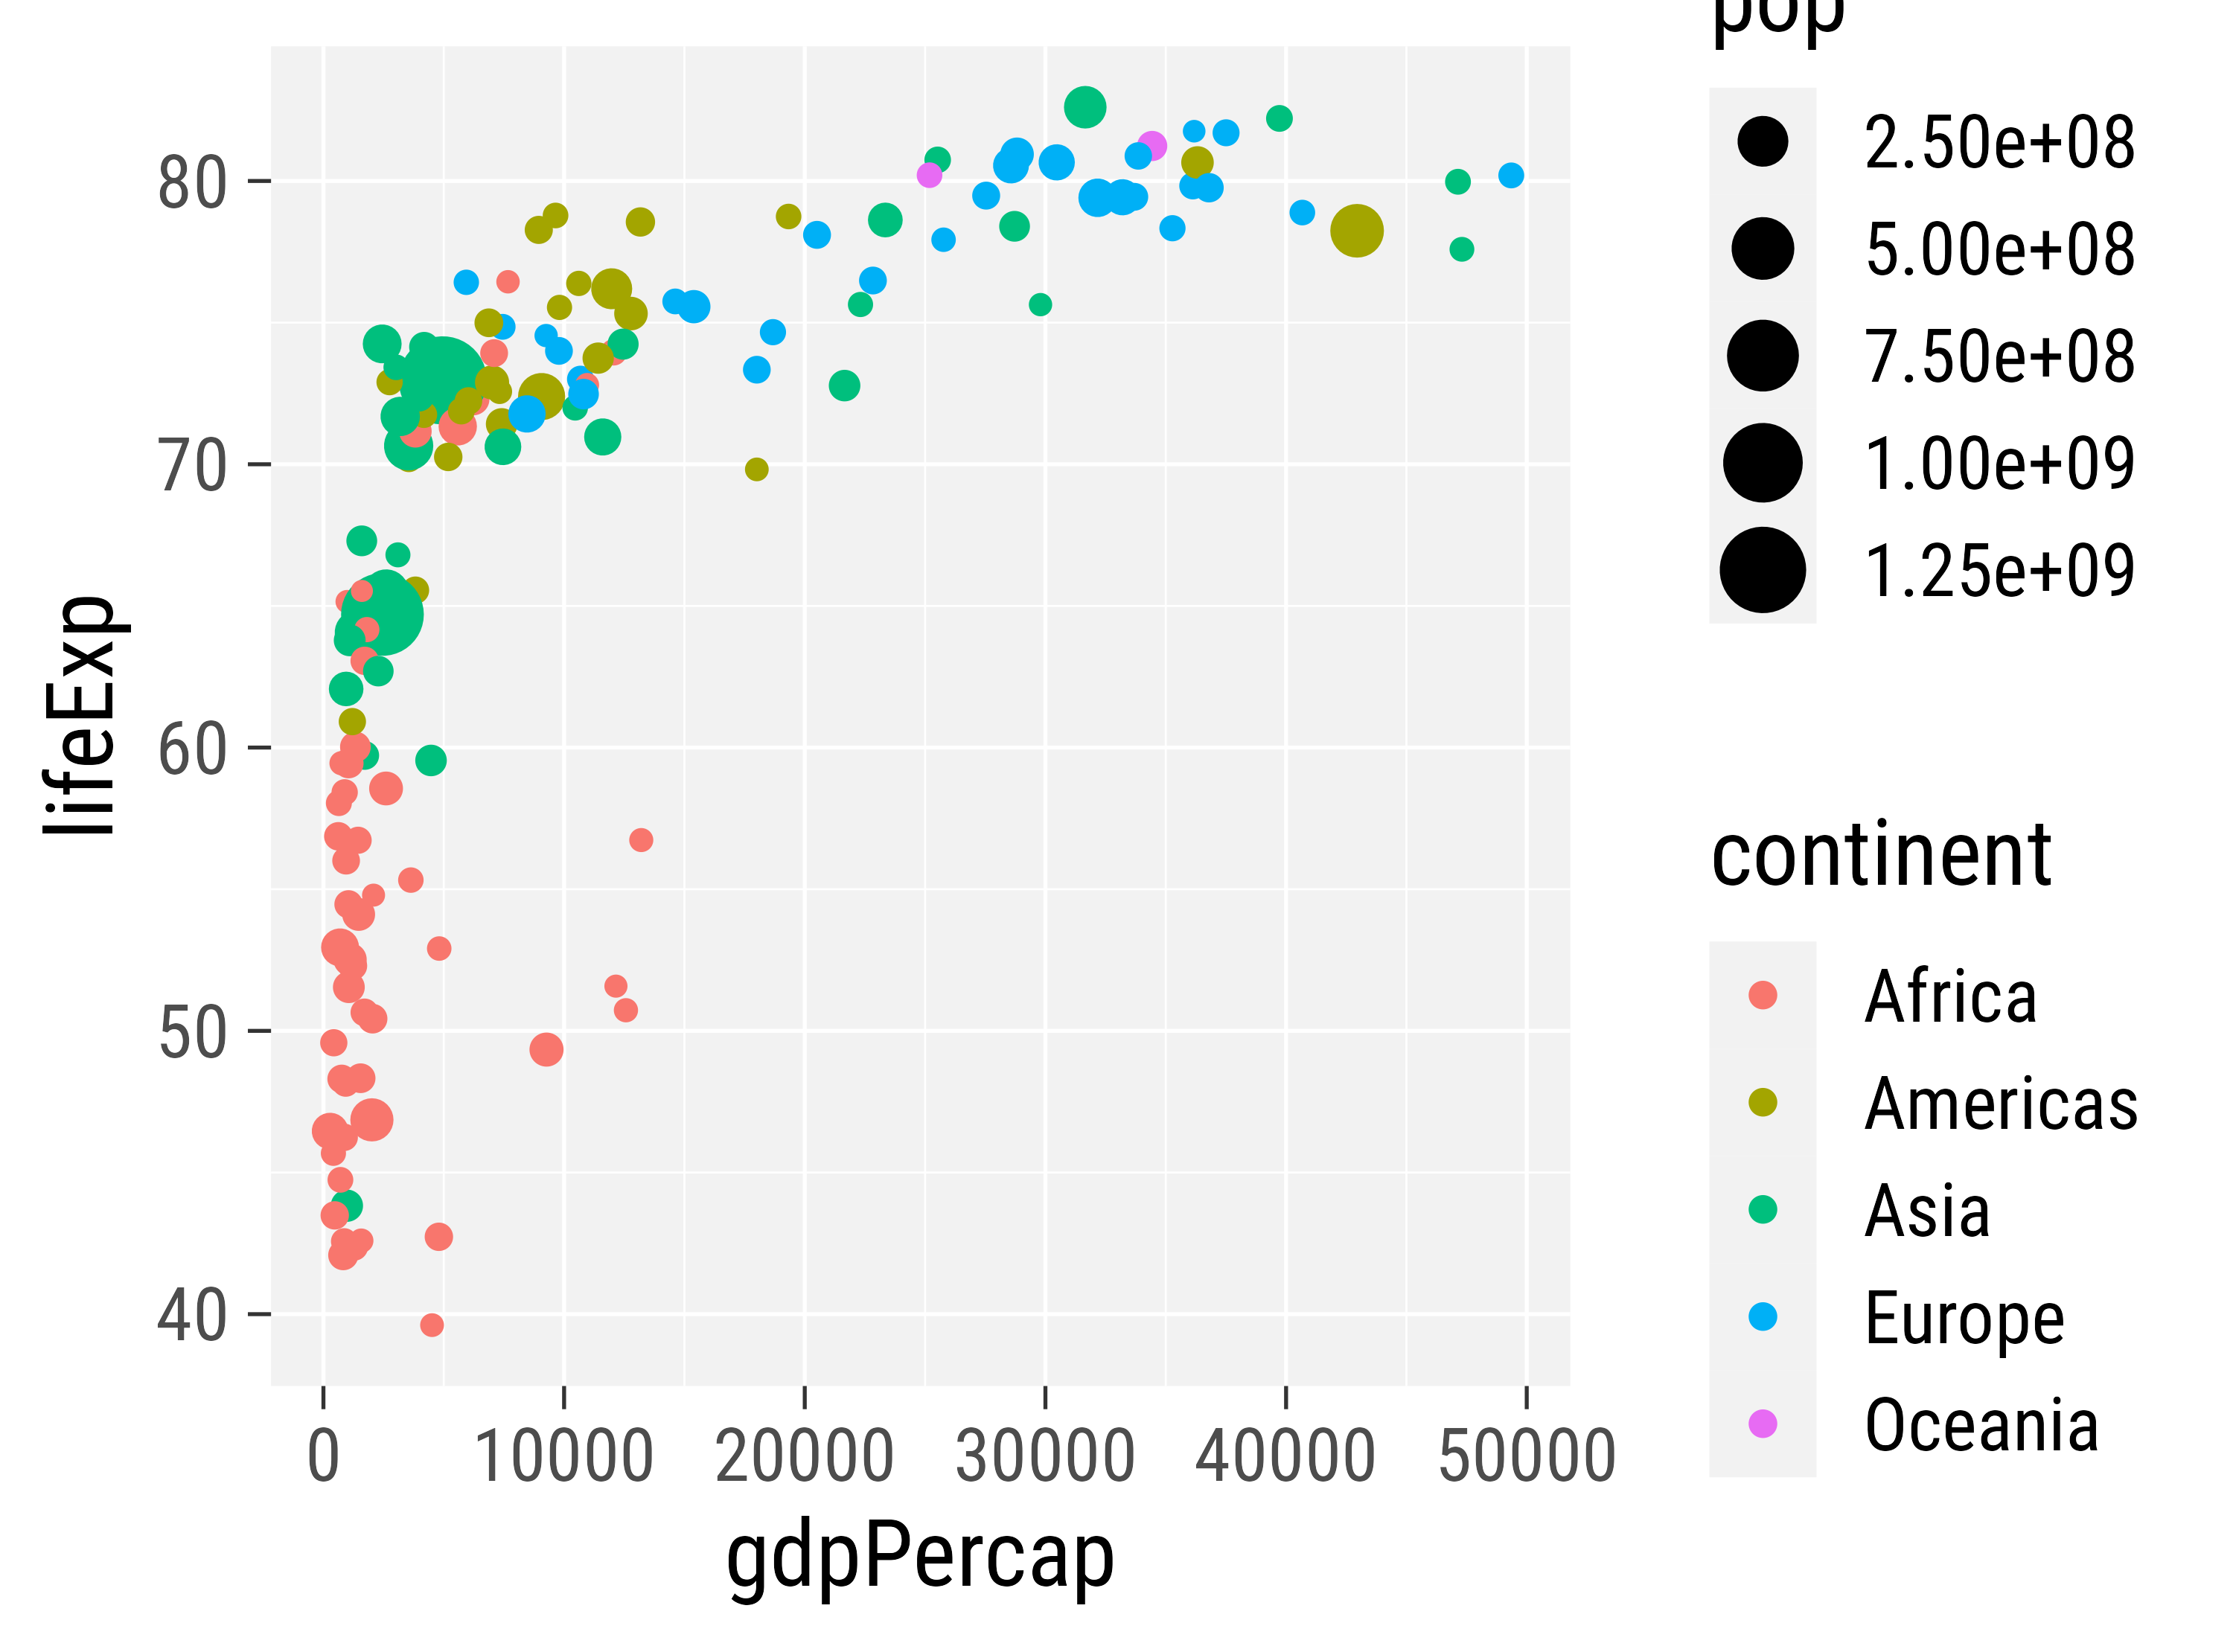 pop
2.50e+08
5.00e+08
7.50e+08
1.00e+09
1.25e+09
continent
Africa
Americas
Asia
Europe
Oceania
lifeExp
80
70
60
50
40
0 10000 20000 30000 40000 50000
gdpPercap